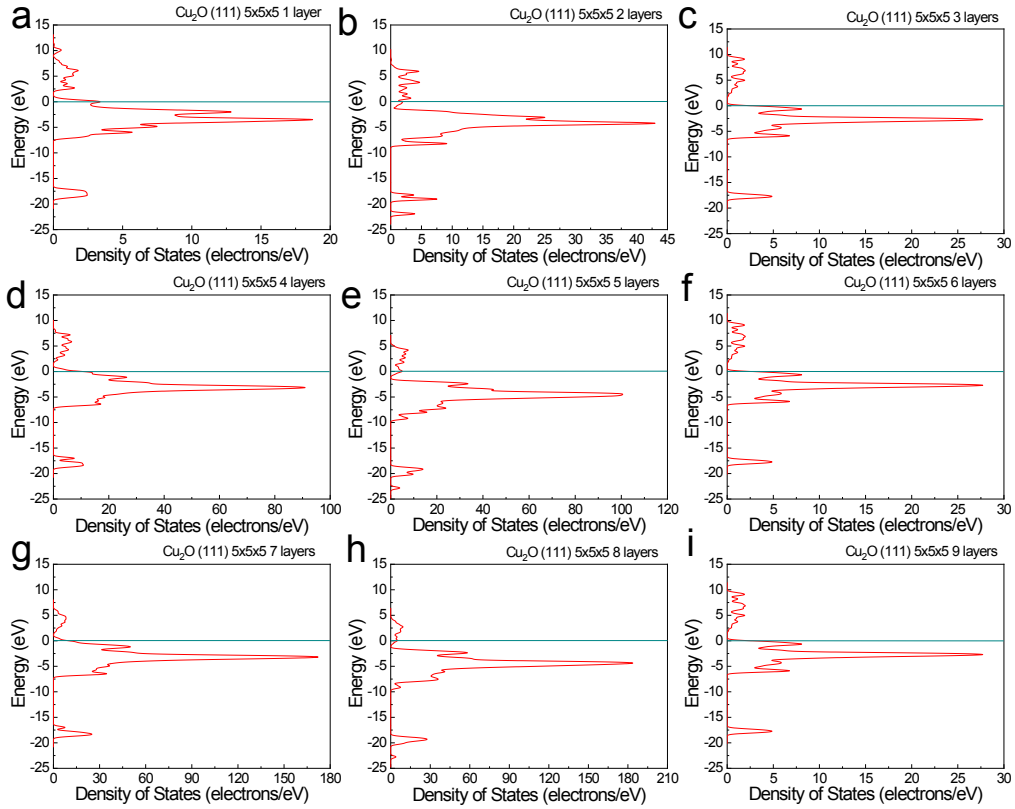 a
Cu₂O (111) 5x5x5 1 layer
15
10
5
0
-5
-10
-15
-20
-25
Energy (eV)
0 5 10 15 20
Density of States (electrons/eV)
b
Cu₂O (111) 5x5x5 2 layers
15
10
5
0
-5
-10
-15
-20
-25
Energy (eV)
0 5 10 15 20 25 30 35 40 45
Density of States (electrons/eV)
c
Cu₂O (111) 5x5x5 3 layers
15
10
5
0
-5
-10
-15
-20
-25
Energy (eV)
0 5 10 15 20 25 30
Density of States (electrons/eV)
d
Cu₂O (111) 5x5x5 4 layers
15
10
5
0
-5
-10
-15
-20
-25
Energy (eV)
0 20 40 60 80 100
Density of States (electrons/eV)
e
Cu₂O (111) 5x5x5 5 layers
15
10
5
0
-5
-10
-15
-20
-25
Energy (eV)
0 20 40 60 80 100 120
Density of States (electrons/eV)
f
Cu₂O (111) 5x5x5 6 layers
15
10
5
0
-5
-10
-15
-20
-25
Energy (eV)
0 5 10 15 20 25 30
Density of States (electrons/eV)
g
Cu₂O (111) 5x5x5 7 layers
15
10
5
0
-5
-10
-15
-20
-25
Energy (eV)
0 30 60 90 120 150 180
Density of States (electrons/eV)
h
Cu₂O (111) 5x5x5 8 layers
15
10
5
0
-5
-10
-15
-20
-25
Energy (eV)
0 30 60 90 120 150 180 210
Density of States (electrons/eV)
i
Cu₂O (111) 5x5x5 9 layers
15
10
5
0
-5
-10
-15
-20
-25
Energy (eV)
0 5 10 15 20 25 30
Density of States (electrons/eV)